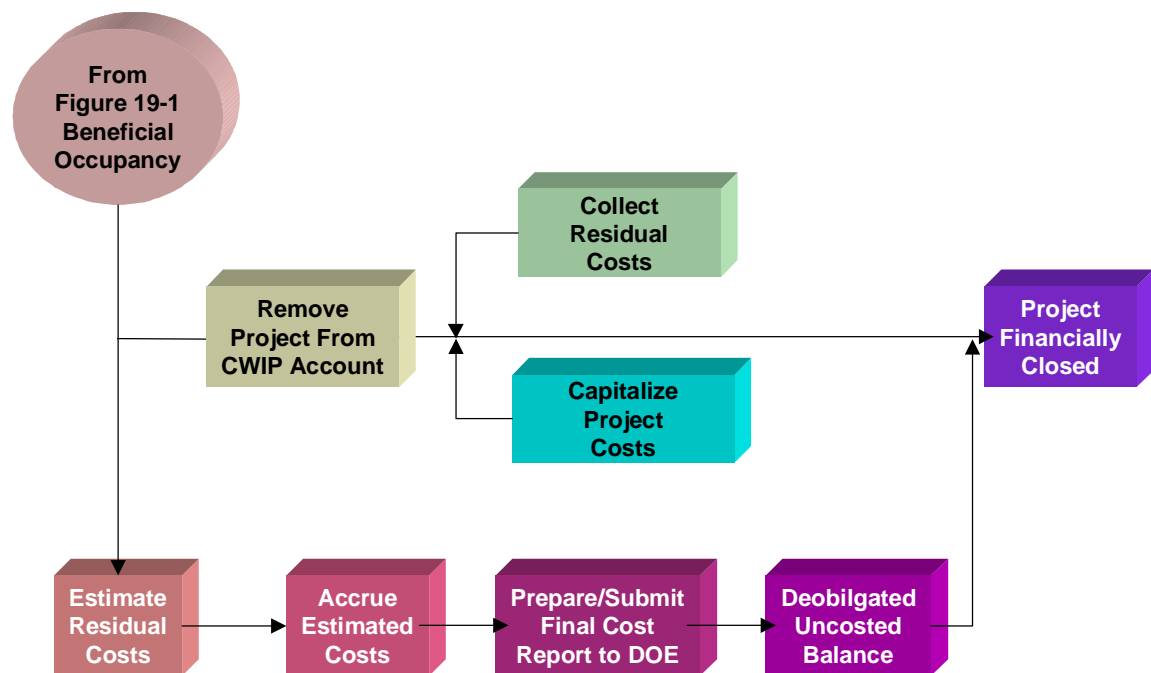 From
Figure 19-1
Beneficial
Occupancy
Collect
Residual
Costs
Remove
Project From
CWIP Account
Project
Financially
Closed
Capitalize
Project
Costs
Estimate
Residual
Costs
Accrue
Estimated
Costs
Prepare/Submit
Final Cost
Report to DOE
Deobilgated
Uncosted
Balance